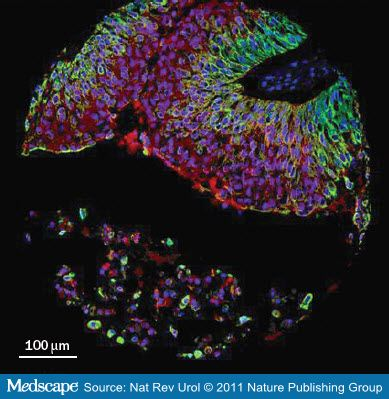 100 µm
Medscape® Source: Nat Rev Urol © 2011 Nature Publishing Group